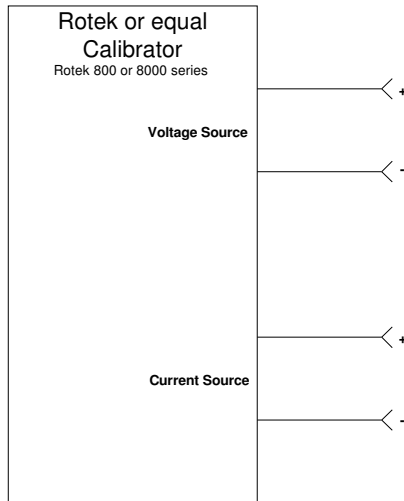 Rotek or equal
Calibrator
Rotek 800 or 8000 series
+
Voltage Source
-
+
Current Source
-